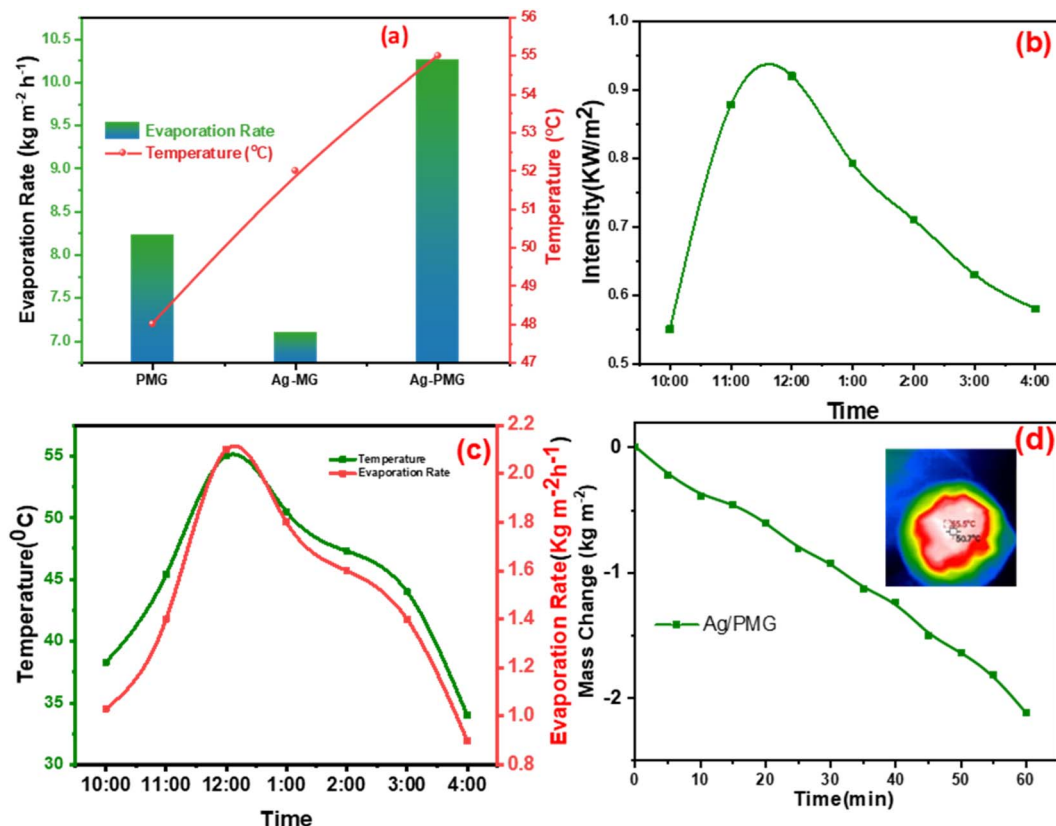 (a)
Evaporation Rate (kg m⁻² h⁻¹)
10.5
10.0
9.5
9.0
8.5
8.0
7.5
7.0
Evaporation Rate
Temperature (⁰C)
PMG
Ag-MG
Ag-PMG
56
55
54
53
52
51
50
49
48
47
Temperature (⁰C)
(b)
Intensity(KW/m²)
1.0
0.9
0.8
0.7
0.6
0.5
10:00
11:00
12:00
1:00
2:00
3:00
4:00
Time
(c)
Temperature(⁰C)
55
50
45
40
35
30
Temperature
Evaporation Rate
10:00
11:00
12:00
1:00
2:00
3:00
4:00
Time
2.2
2.0
1.8
1.6
1.4
1.2
1.0
0.8
Evaporation Rate(Kg m-2h-1)
(d)
Mass Change (kg m⁻²)
0
-1
-2
Ag/PMG
0
10
20
30
40
50
60
Time(min)